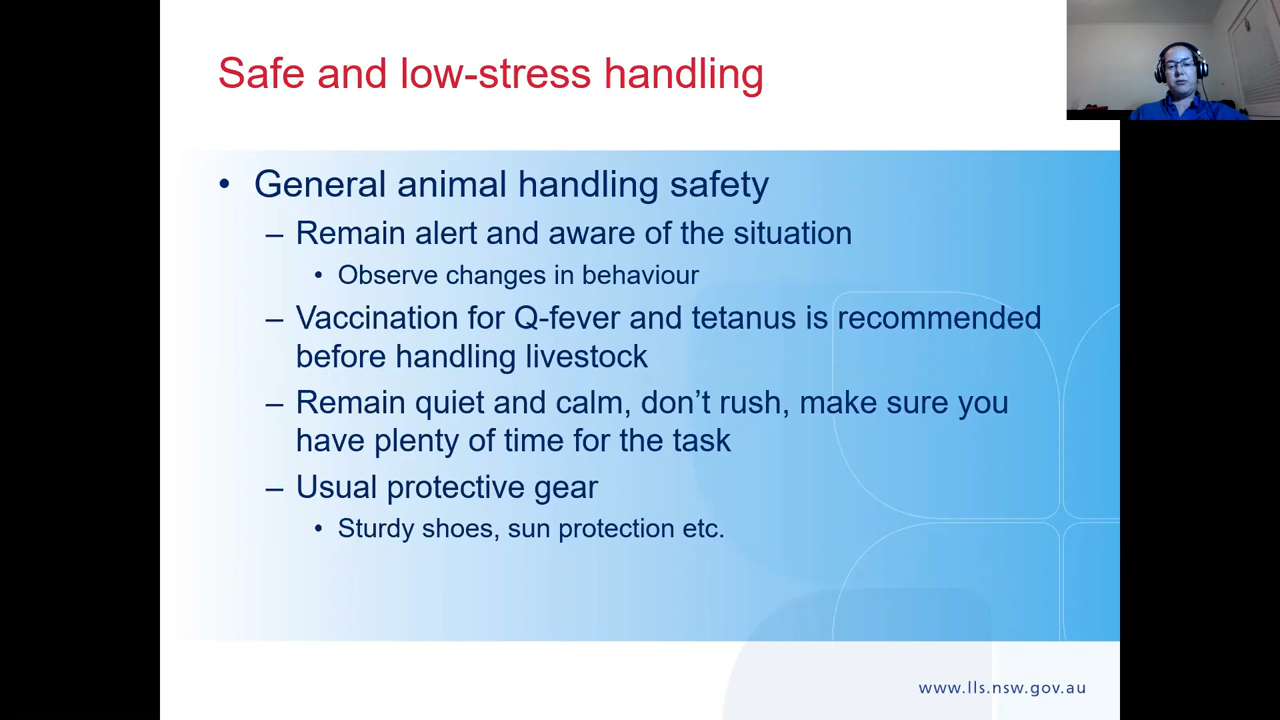 Safe and low-stress handling
• General animal handling safety
– Remain alert and aware of the situation
• Observe changes in behaviour
– Vaccination for Q-fever and tetanus is recommended
before handling livestock
– Remain quiet and calm, don’t rush, make sure you
have plenty of time for the task
– Usual protective gear
• Sturdy shoes, sun protection etc.
www.lls.nsw.gov.au